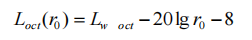 L_oct(r_0) = L_w oct − 20 lg r_0 − 8